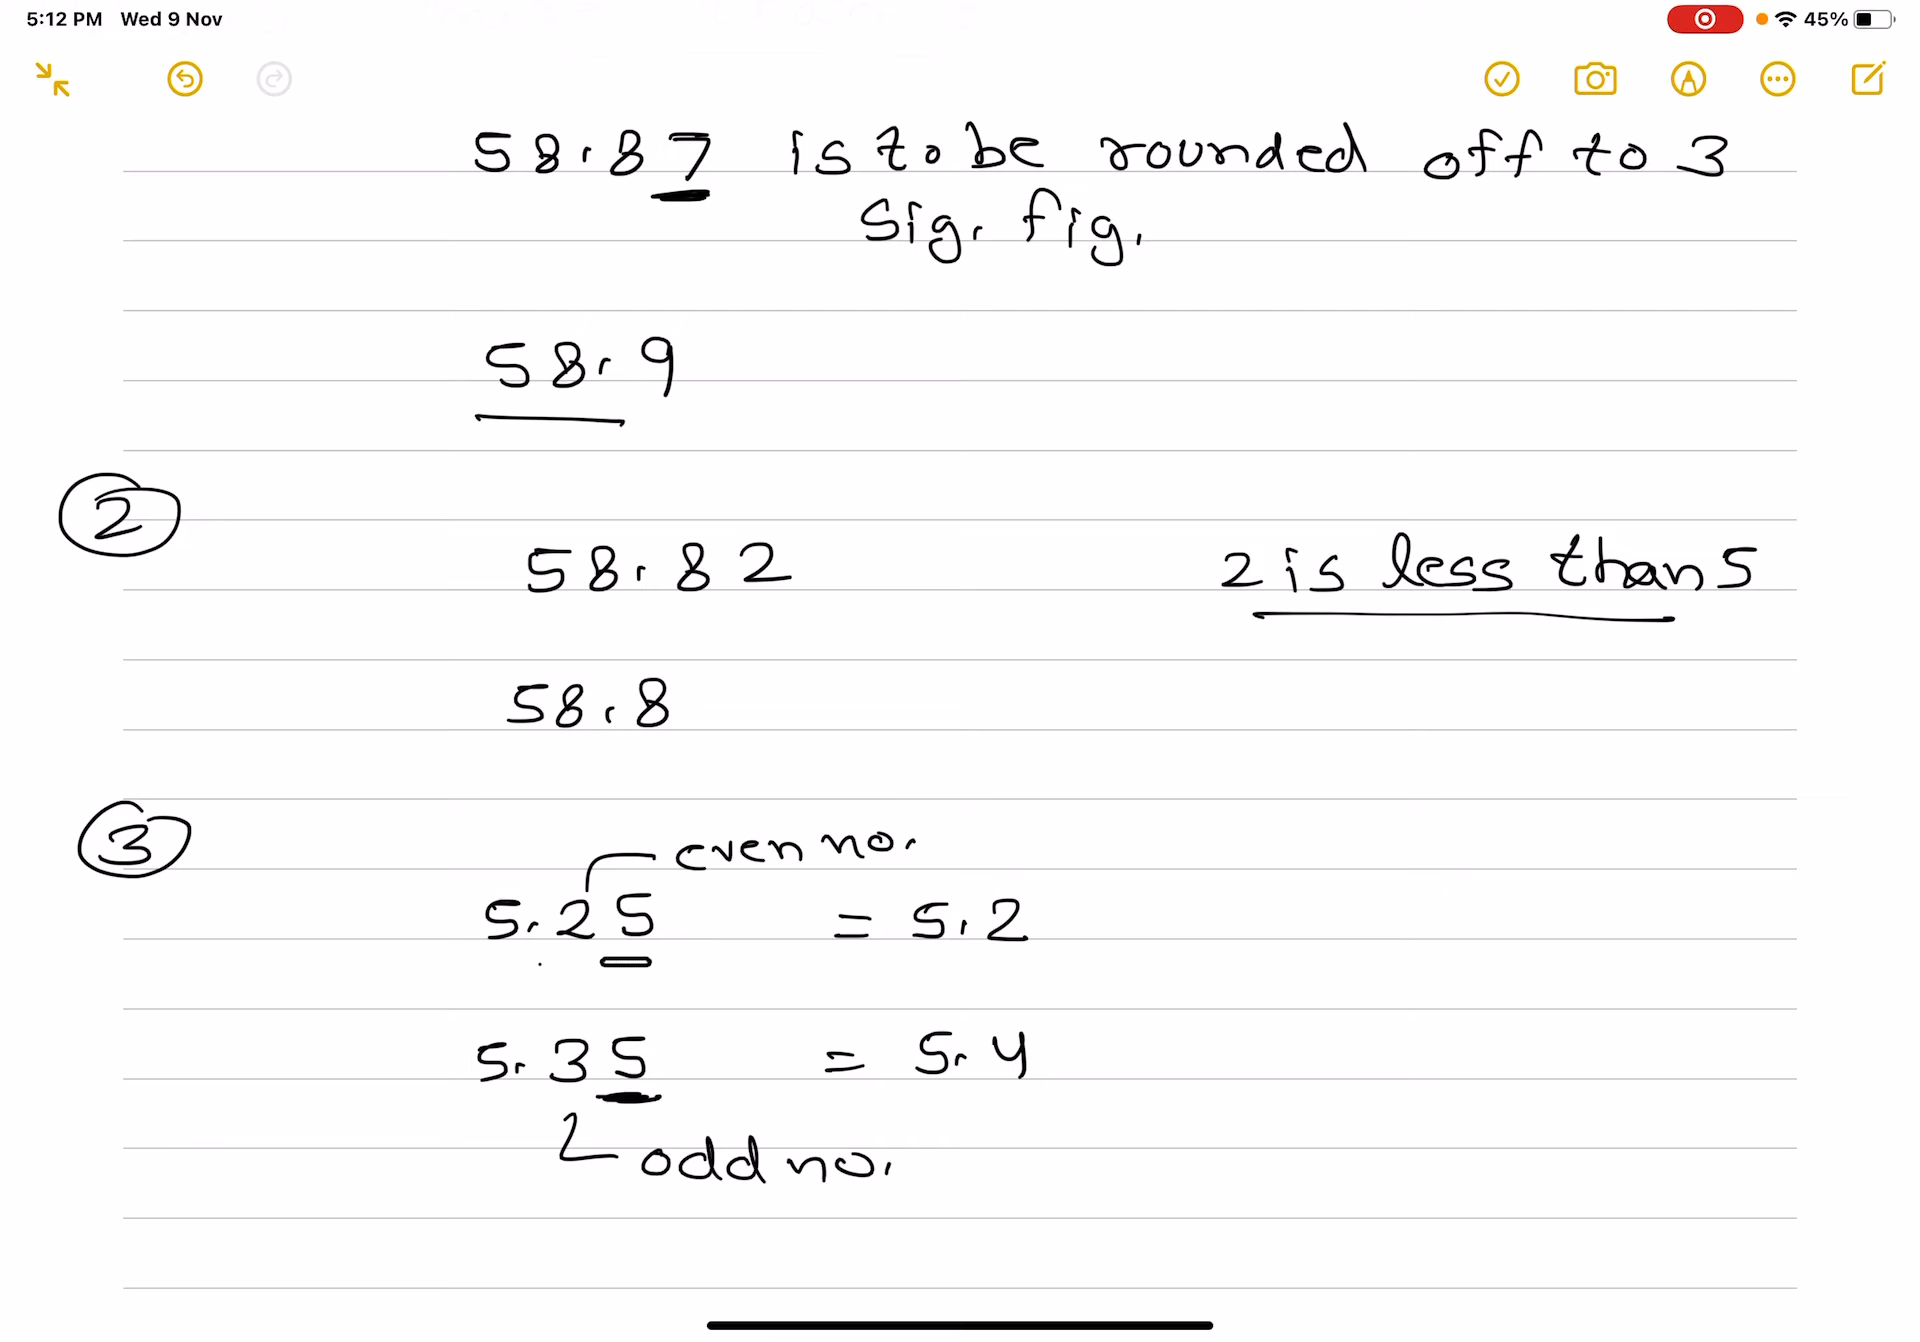 5:12 PM Wed 9 Nov 45%
58.87 is to be rounded off to 3
Sig. fig.
58.9
2
58.82 2 is less than 5
58.8
3
even no.
5.25 = 5.2
5.35 = 5.4
odd no.